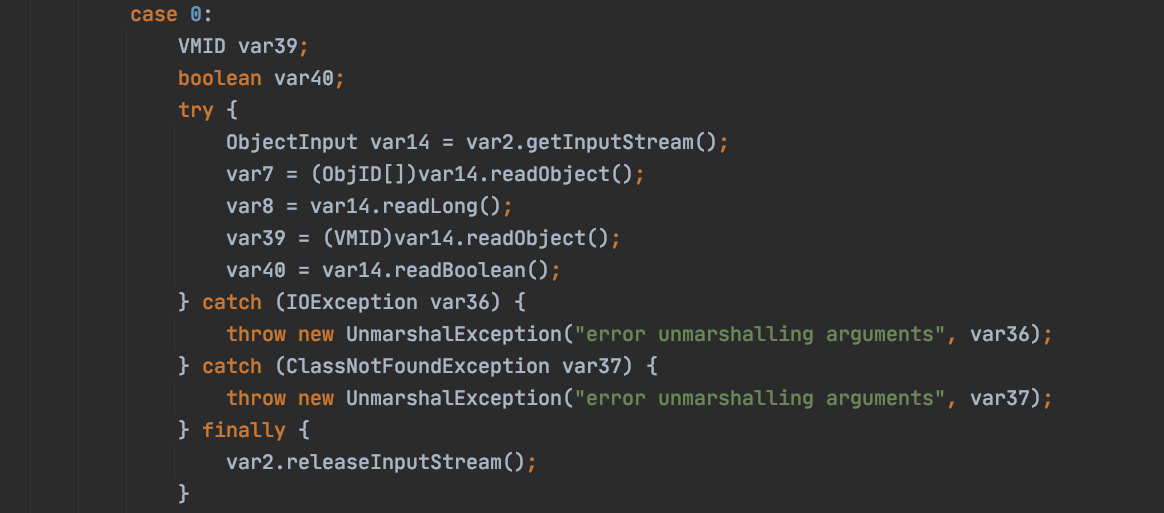 case 0:
VMID var39;
boolean var40;
try {
ObjectInput var14 = var2.getInputStream();
var7 = (ObjID[])var14.readObject();
var8 = var14.readLong();
var39 = (VMID)var14.readObject();
var40 = var14.readBoolean();
} catch (IOException var36) {
throw new UnmarshalException("error unmarshalling arguments", var36);
} catch (ClassNotFoundException var37) {
throw new UnmarshalException("error unmarshalling arguments", var37);
} finally {
var2.releaseInputStream();
}